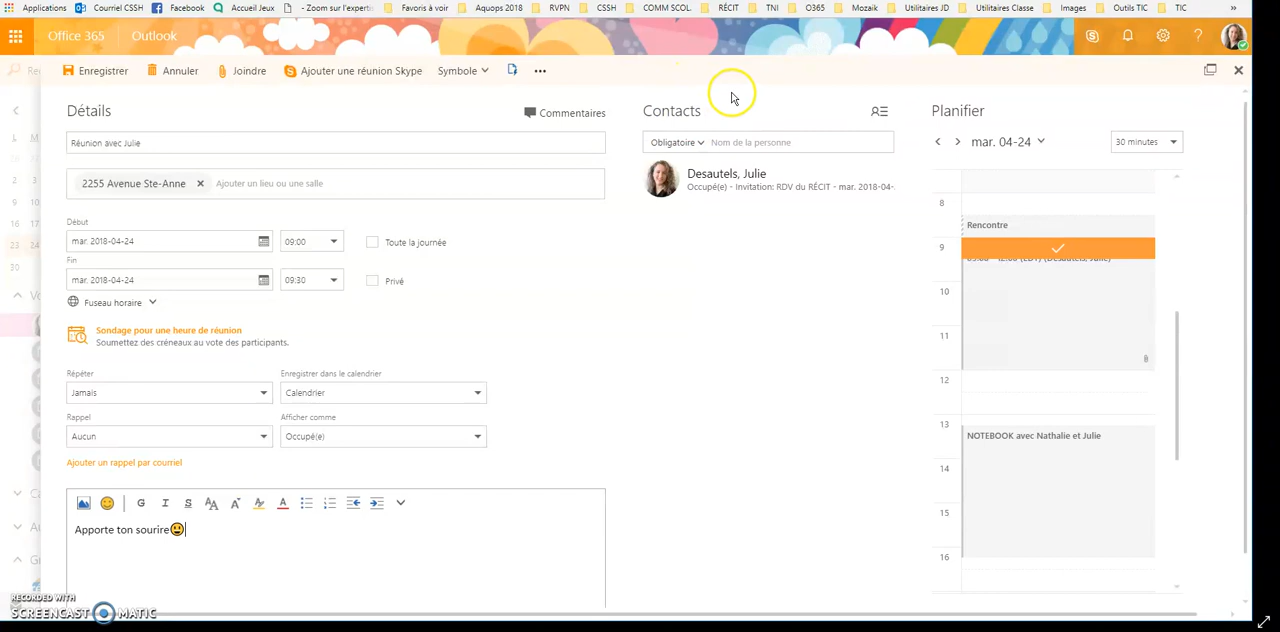 Applications Courriel CSSH Facebook Accueil Jeux - Zoom sur l'experti Favoris à voir Aquops 2018 RVPN CSSH COMM SCOL. RÉCIT TNI O365 Mozaik Utilitaires JD Utilitaires Classe Images Outils TIC TIC »
Office 365 Outlook ?
Enregistrer Annuler Joindre Ajouter une réunion Skype Symbole
Détails Commentaires Contacts Planifier
Réunion avec Julie Obligatoire Nom de la personne mar. 04-24 30 minutes
2255 Avenue Ste-Anne Ajouter un lieu ou une salle
Desautels, Julie
Occupé(e) - Invitation: RDV du RÉCIT - mar. 2018-04-
Début
mar. 2018-04-24 09:00 Toute la journée
Fin
mar. 2018-04-24 09:30 Privé
Fuseau horaire
Sondage pour une heure de réunion
Soumettez des créneaux au vote des participants.
Répéter Enregistrer dans le calendrier
Jamais Calendrier
Rappel Afficher comme
Aucun Occupé(e)
Ajouter un rappel par courriel
G I S
Apporte ton sourire😃
8
Rencontre
9
10
11
12
13
NOTEBOOK avec Nathalie et Julie
14
15
16
RECORDED WITH
SCREENCAST MATIC